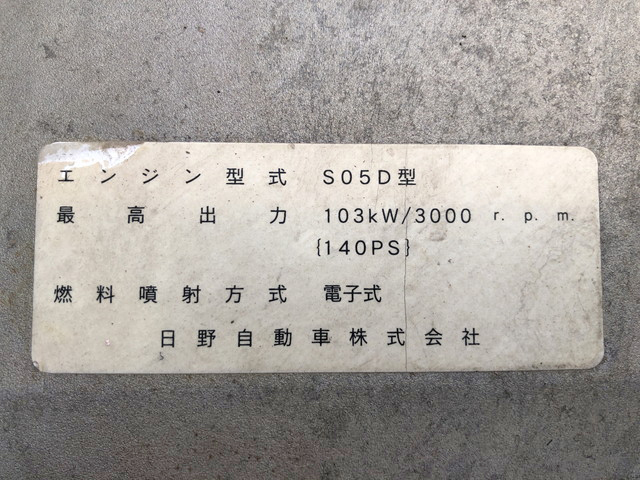 エンジン型式 S05D型
最高出力 103kW/3000 r.p.m.
{140PS}
燃料噴射方式 電子式
日野自動車株式会社